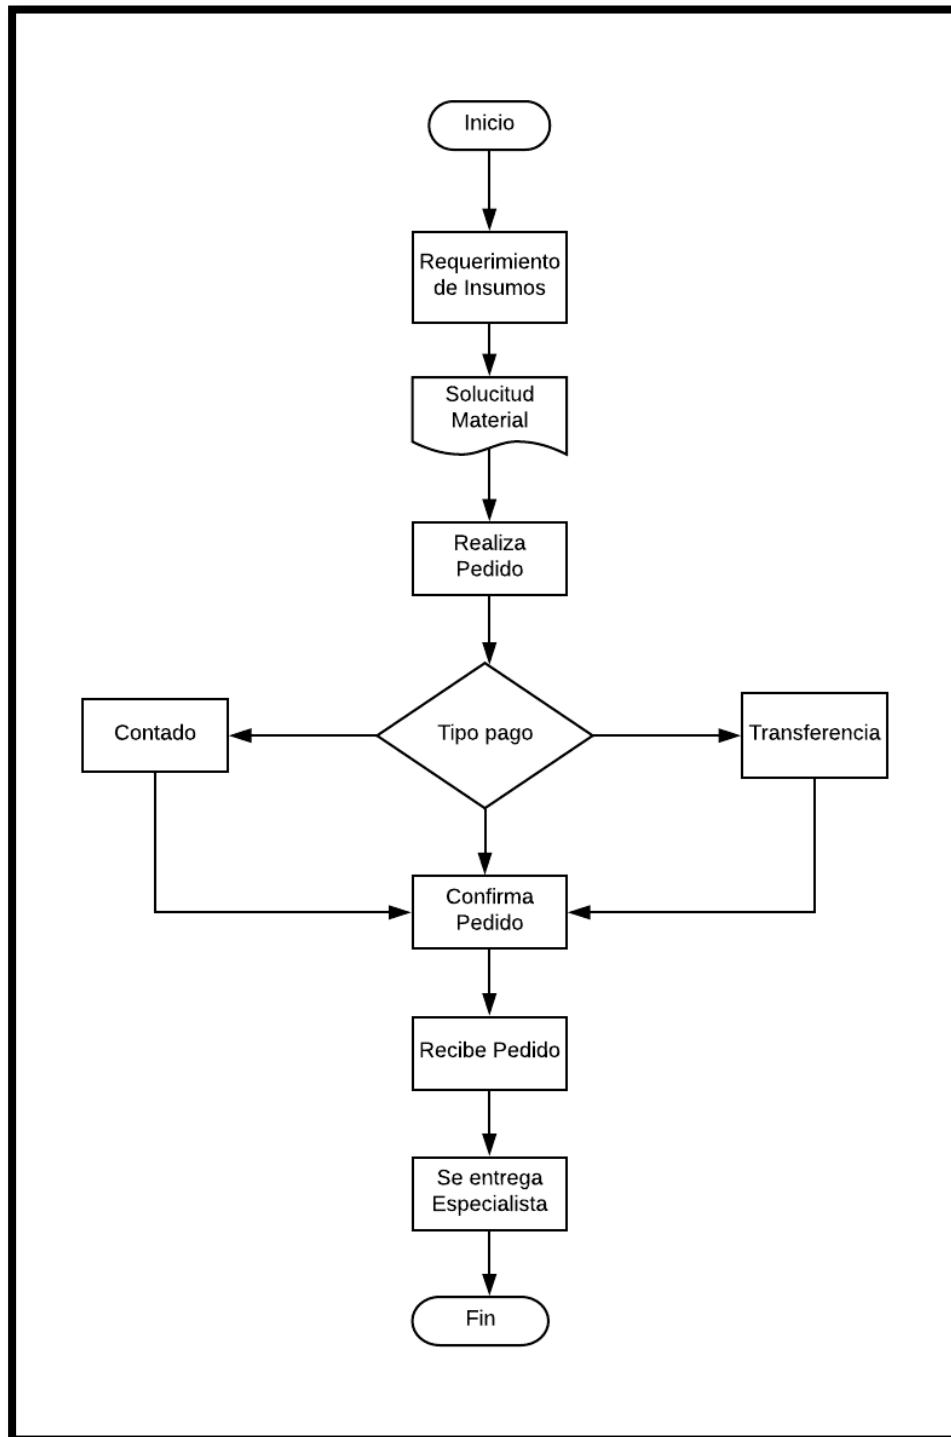 Inicio
Requerimiento
de Insumos
Solucitud
Material
Realiza
Pedido
Contado
Tipo pago
Transferencia
Confirma
Pedido
Recibe Pedido
Se entrega
Especialista
Fin